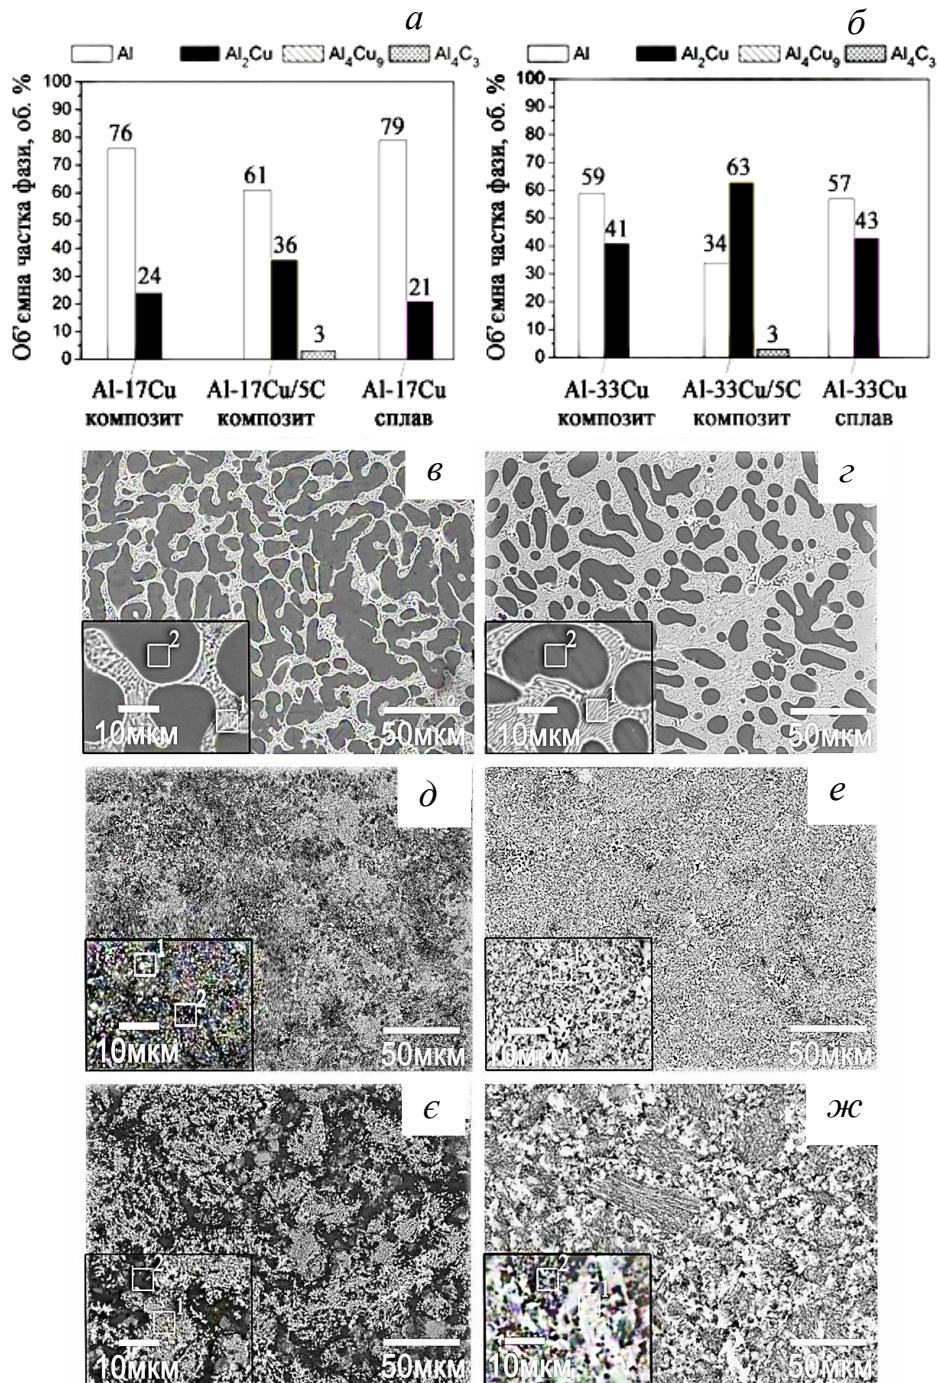 а
б
Al Al₂Cu Al₄Cu₉ Al₄C₃
Al Al₂Cu Al₄Cu₉ Al₄C₃
Об’ємна частка фази, об. %
100
90
80
70
60
50
40
30
20
10
0
76
24
61
36
3
79
21
Al-17Cu Al-17Cu/5C Al-17Cu
композит композит сплав
Об’ємна частка фази, об. %
100
90
80
70
60
50
40
30
20
10
0
59
41
34
63
3
57
43
Al-33Cu Al-33Cu/5C Al-33Cu
композит композит сплав
в
2
1
10мкм
50мкм
г
2
1
10мкм
50мкм
д
1
2
10мкм
50мкм
е
10мкм
50мкм
є
2
1
10мкм
50мкм
ж
2
1
10мкм
50мкм